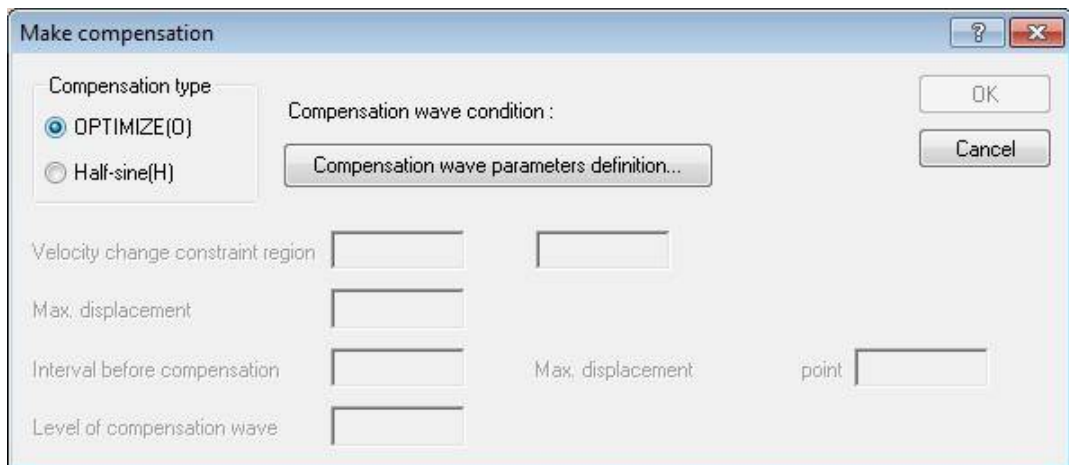 Make compensation
Compensation type
OPTIMIZE(O)
Half-sine(H)
Compensation wave condition :
Compensation wave parameters definition...
OK
Cancel
Velocity change constraint region
Max. displacement
Interval before compensation
Max. displacement point
Level of compensation wave